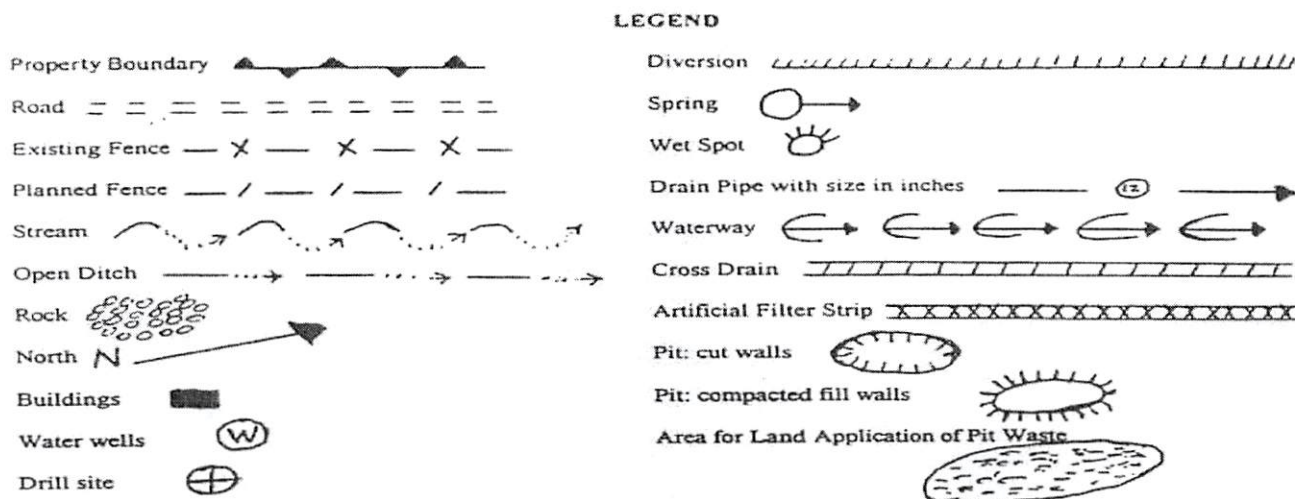 LEGEND
Property Boundary
Road
Existing Fence
Planned Fence
Stream
Open Ditch
Rock
North N
Buildings
Water wells W
Drill site
Diversion
Spring
Wet Spot
Drain Pipe with size in inches 12
Waterway
Cross Drain
Artificial Filter Strip
Pit: cut walls
Pit: compacted fill walls
Area for Land Application of Pit Waste